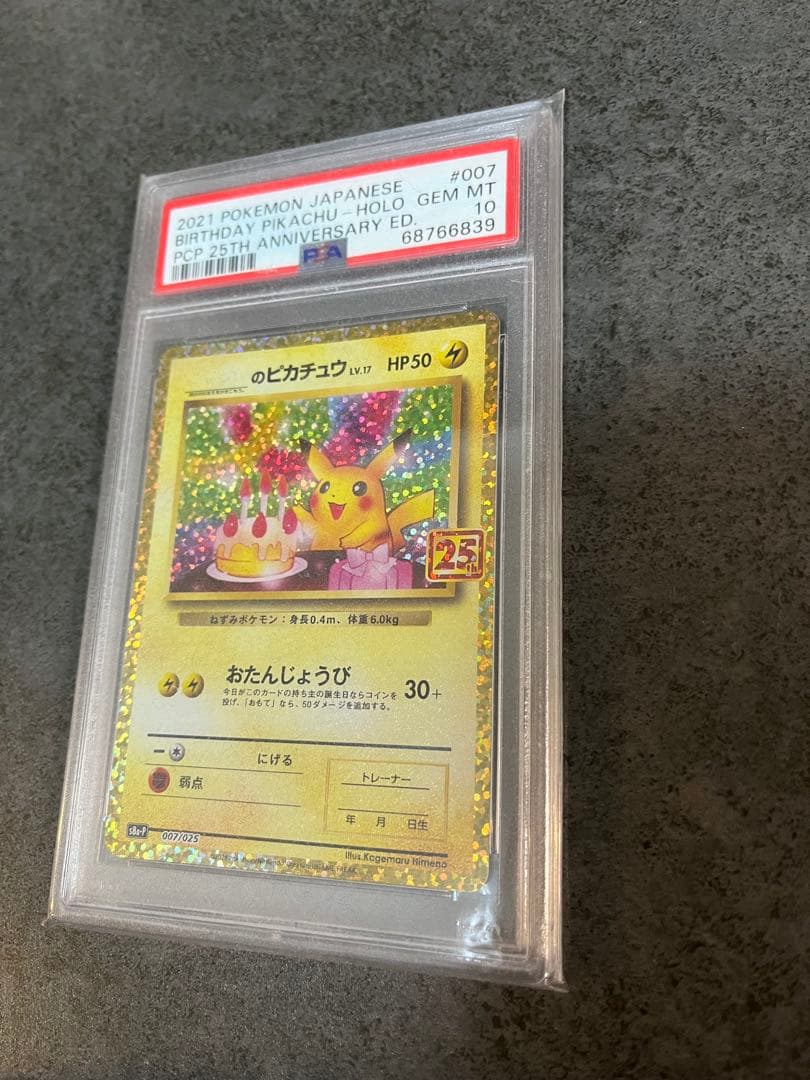 2021 POKEMON JAPANESE #007
BIRTHDAY PIKACHU-HOLO GEM MT
PCP 25TH ANNIVERSARY ED. 10
PSA 68766839
のピカチュウ LV.17 HP50
25th
ねずみポケモン：身長0.4m、体重6.0kg
おたんじょうび 30+
今日がこのカードの持ち主の誕生日ならコインを
投げ、「おもて」なら、50ダメージを追加する。
にげる
弱点
トレーナー
年 月 日生
s8a-P 007/025
Illus. Kagemaru Himeno